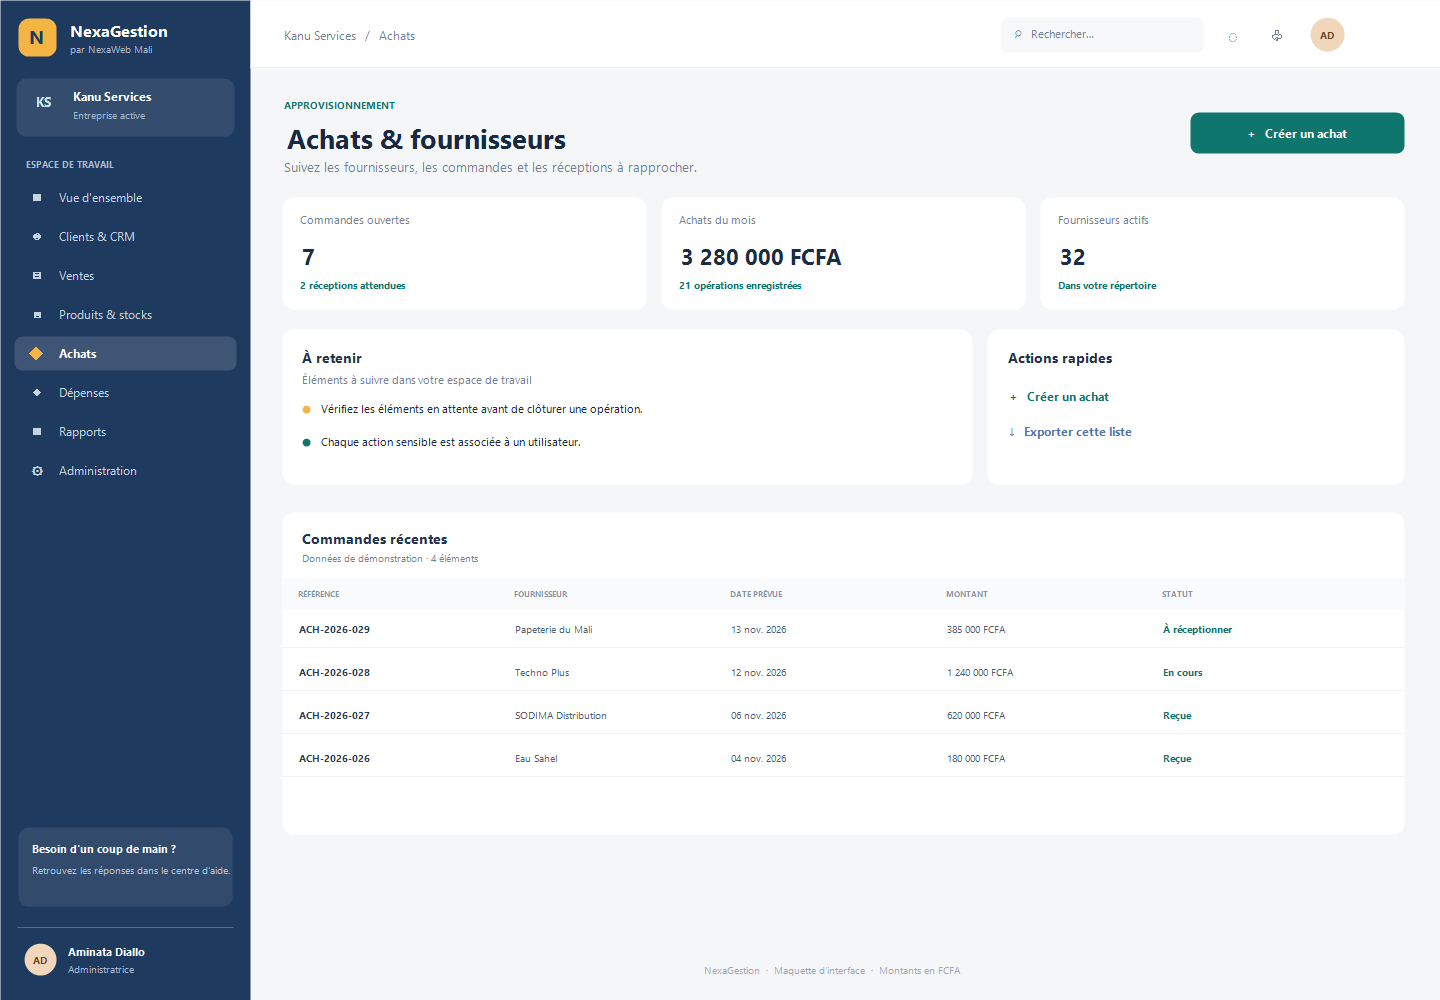 N
NexaGestion
par NexaWeb Mali
KS
Kanu Services
Entreprise active
ESPACE DE TRAVAIL
Vue d'ensemble
Clients & CRM
Ventes
Produits & stocks
Achats
Dépenses
Rapports
Administration
Besoin d'un coup de main ?
Retrouvez les réponses dans le centre d'aide.
AD
Aminata Diallo
Administratrice
Kanu Services / Achats
Rechercher...
AD
APPROVISIONNEMENT
Achats & fournisseurs
Suivez les fournisseurs, les commandes et les réceptions à rapprocher.
+ Créer un achat
Commandes ouvertes
7
2 réceptions attendues
Achats du mois
3 280 000 FCFA
21 opérations enregistrées
Fournisseurs actifs
32
Dans votre répertoire
À retenir
Éléments à suivre dans votre espace de travail
Vérifiez les éléments en attente avant de clôturer une opération.
Chaque action sensible est associée à un utilisateur.
Actions rapides
+ Créer un achat
↓ Exporter cette liste
Commandes récentes
Données de démonstration · 4 éléments
RÉFÉRENCE FOURNISSEUR DATE PRÉVUE MONTANT STATUT
ACH-2026-029 Papeterie du Mali 13 nov. 2026 385 000 FCFA À réceptionner
ACH-2026-028 Techno Plus 12 nov. 2026 1 240 000 FCFA En cours
ACH-2026-027 SODIMA Distribution 06 nov. 2026 620 000 FCFA Reçue
ACH-2026-026 Eau Sahel 04 nov. 2026 180 000 FCFA Reçue
NexaGestion · Maquette d'interface · Montants en FCFA